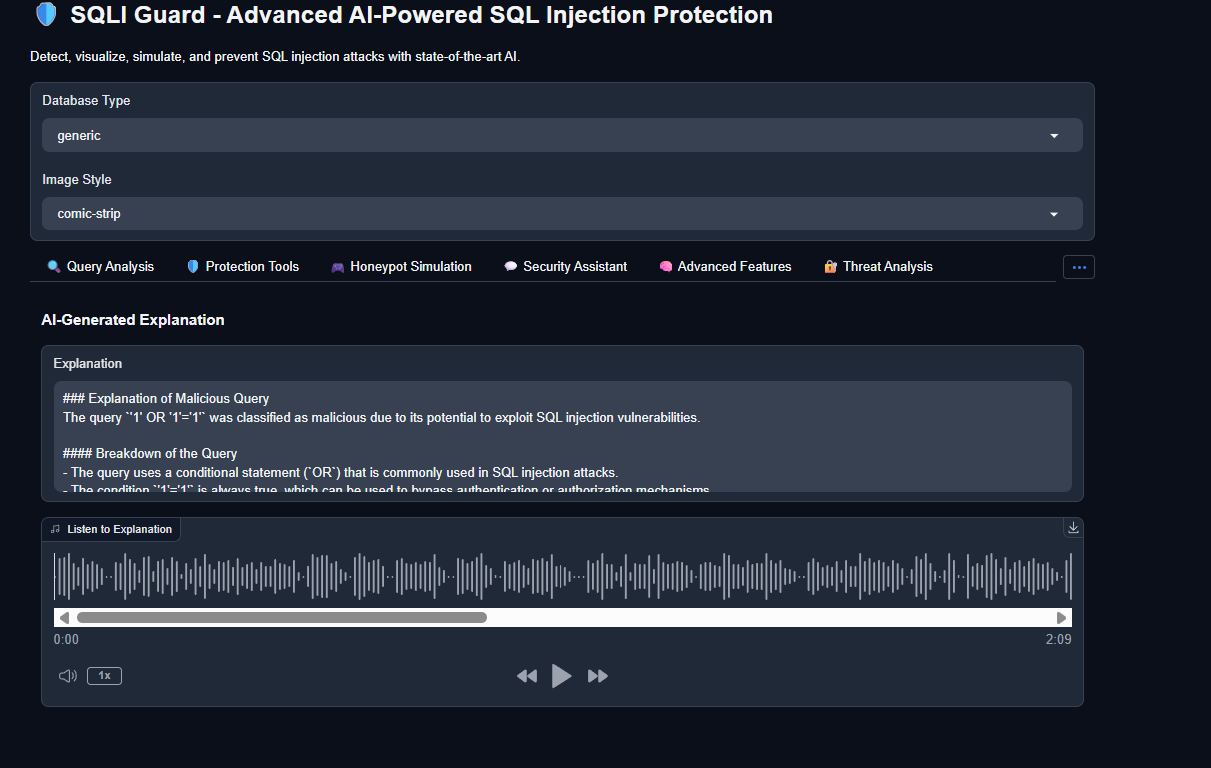 SQLI Guard - Advanced AI-Powered SQL Injection Protection
Detect, visualize, simulate, and prevent SQL injection attacks with state-of-the-art AI.
Database Type
generic
Image Style
comic-strip
Query Analysis Protection Tools Honeypot Simulation Security Assistant Advanced Features Threat Analysis
AI-Generated Explanation
Explanation
### Explanation of Malicious Query
The query `'1' OR '1'='1'` was classified as malicious due to its potential to exploit SQL injection vulnerabilities.
#### Breakdown of the Query
- The query uses a conditional statement (`OR`) that is commonly used in SQL injection attacks.
- The condition `'1'='1'` is always true, which can be used to bypass authentication or authorization mechanisms
Listen to Explanation
0:00 2:09
1x